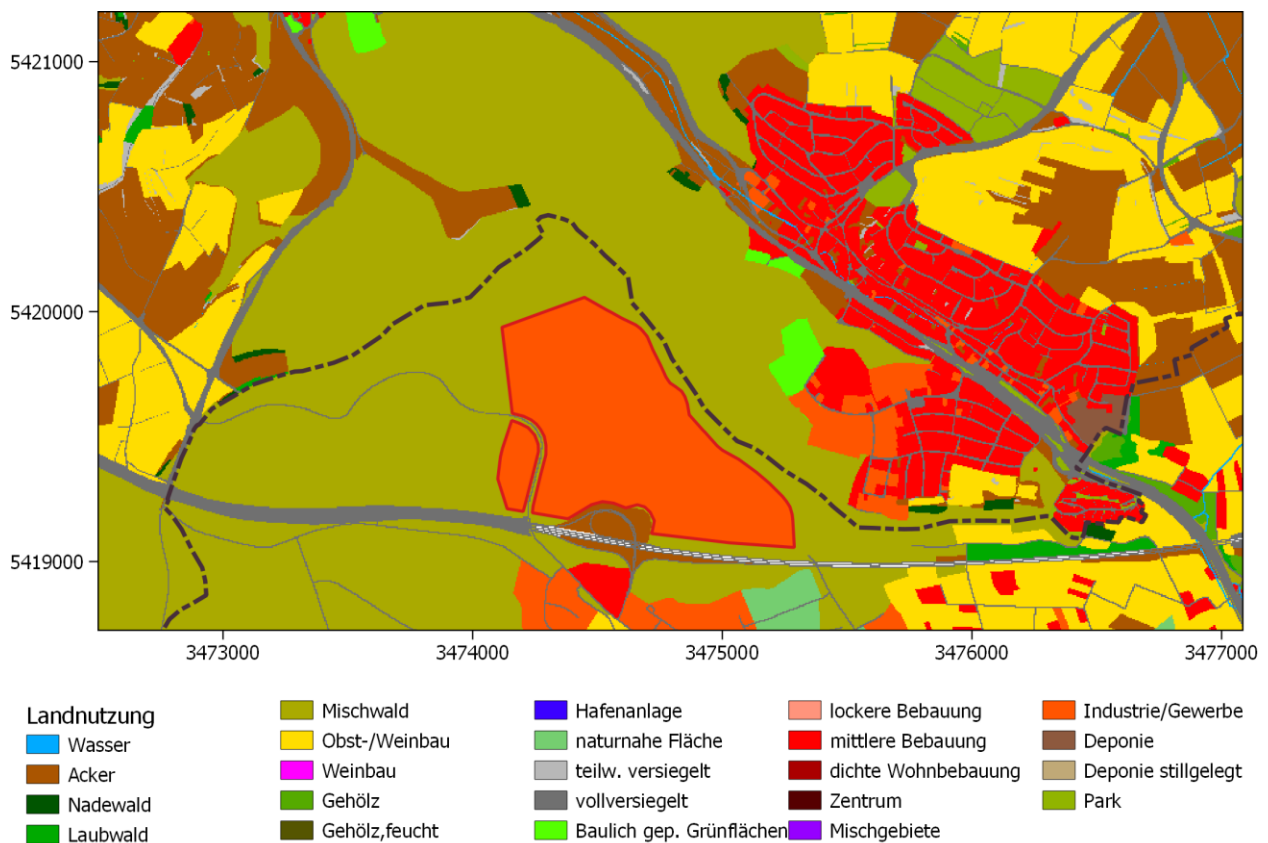 5421000
5420000
5419000
3473000 3474000 3475000 3476000 3477000
Landnutzung
Wasser
Acker
Nadewald
Laubwald
Mischwald
Obst-/Weinbau
Weinbau
Gehölz
Gehölz,feucht
Hafenanlage
naturnahe Fläche
teilw. versiegelt
vollversiegelt
Baulich gep. Grünflächen
lockere Bebauung
mittlere Bebauung
dichte Wohnbebauung
Zentrum
Mischgebiete
Industrie/Gewerbe
Deponie
Deponie stillgelegt
Park